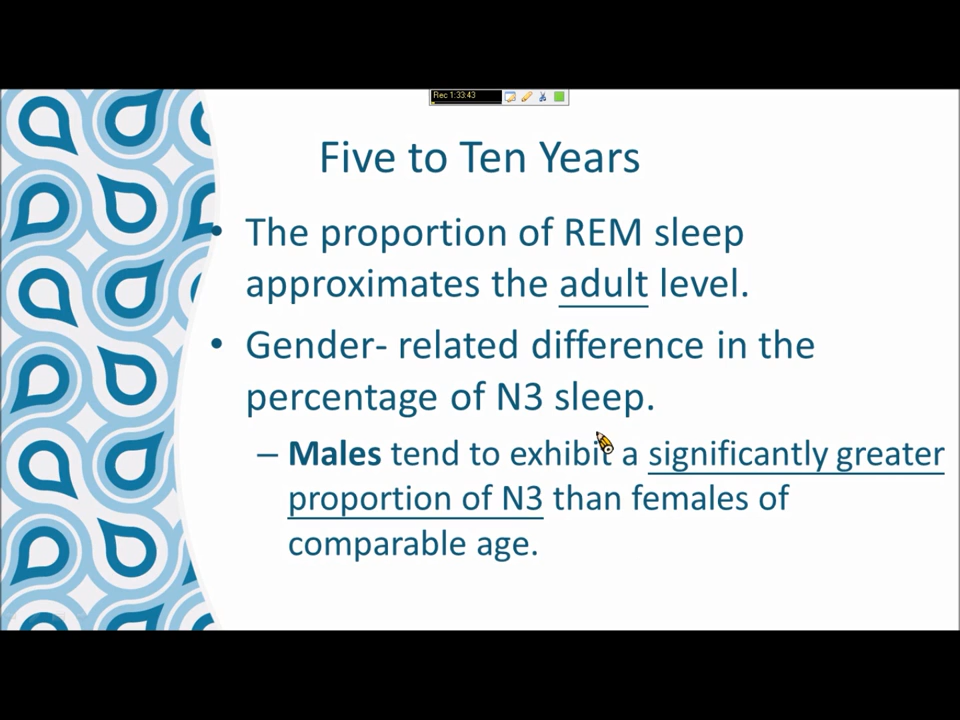 Rec 1:33:43
Five to Ten Years
• The proportion of REM sleep
approximates the adult level.
• Gender- related difference in the
percentage of N3 sleep.
– Males tend to exhibit a significantly greater
proportion of N3 than females of
comparable age.